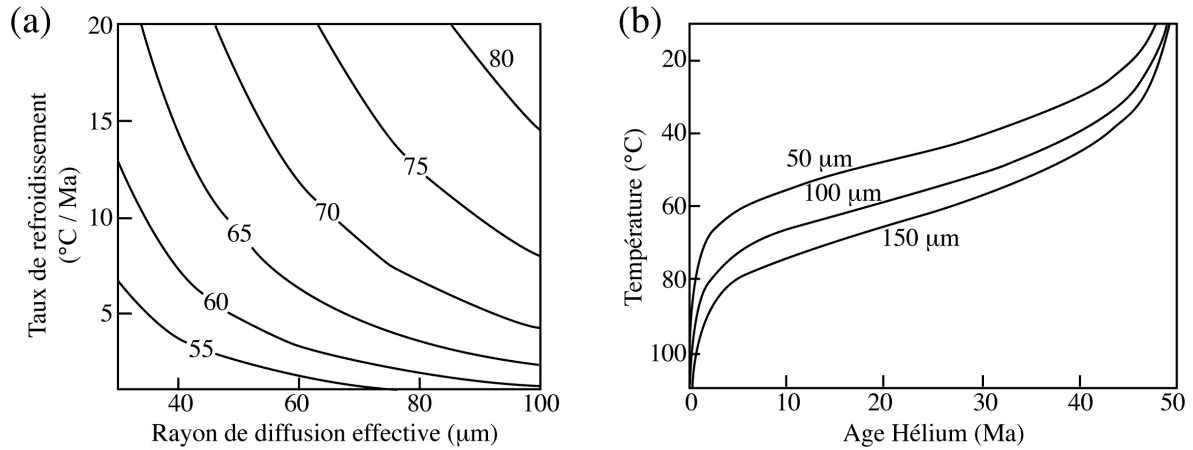 (a)
20
15
10
5
Taux de refroidissement
(°C / Ma)
80
75
70
65
60
55
40
60
80
100
Rayon de diffusion effective (µm)
(b)
20
40
60
80
100
Température (°C)
50 µm
100 µm
150 µm
0
10
20
30
40
50
Age Hélium (Ma)